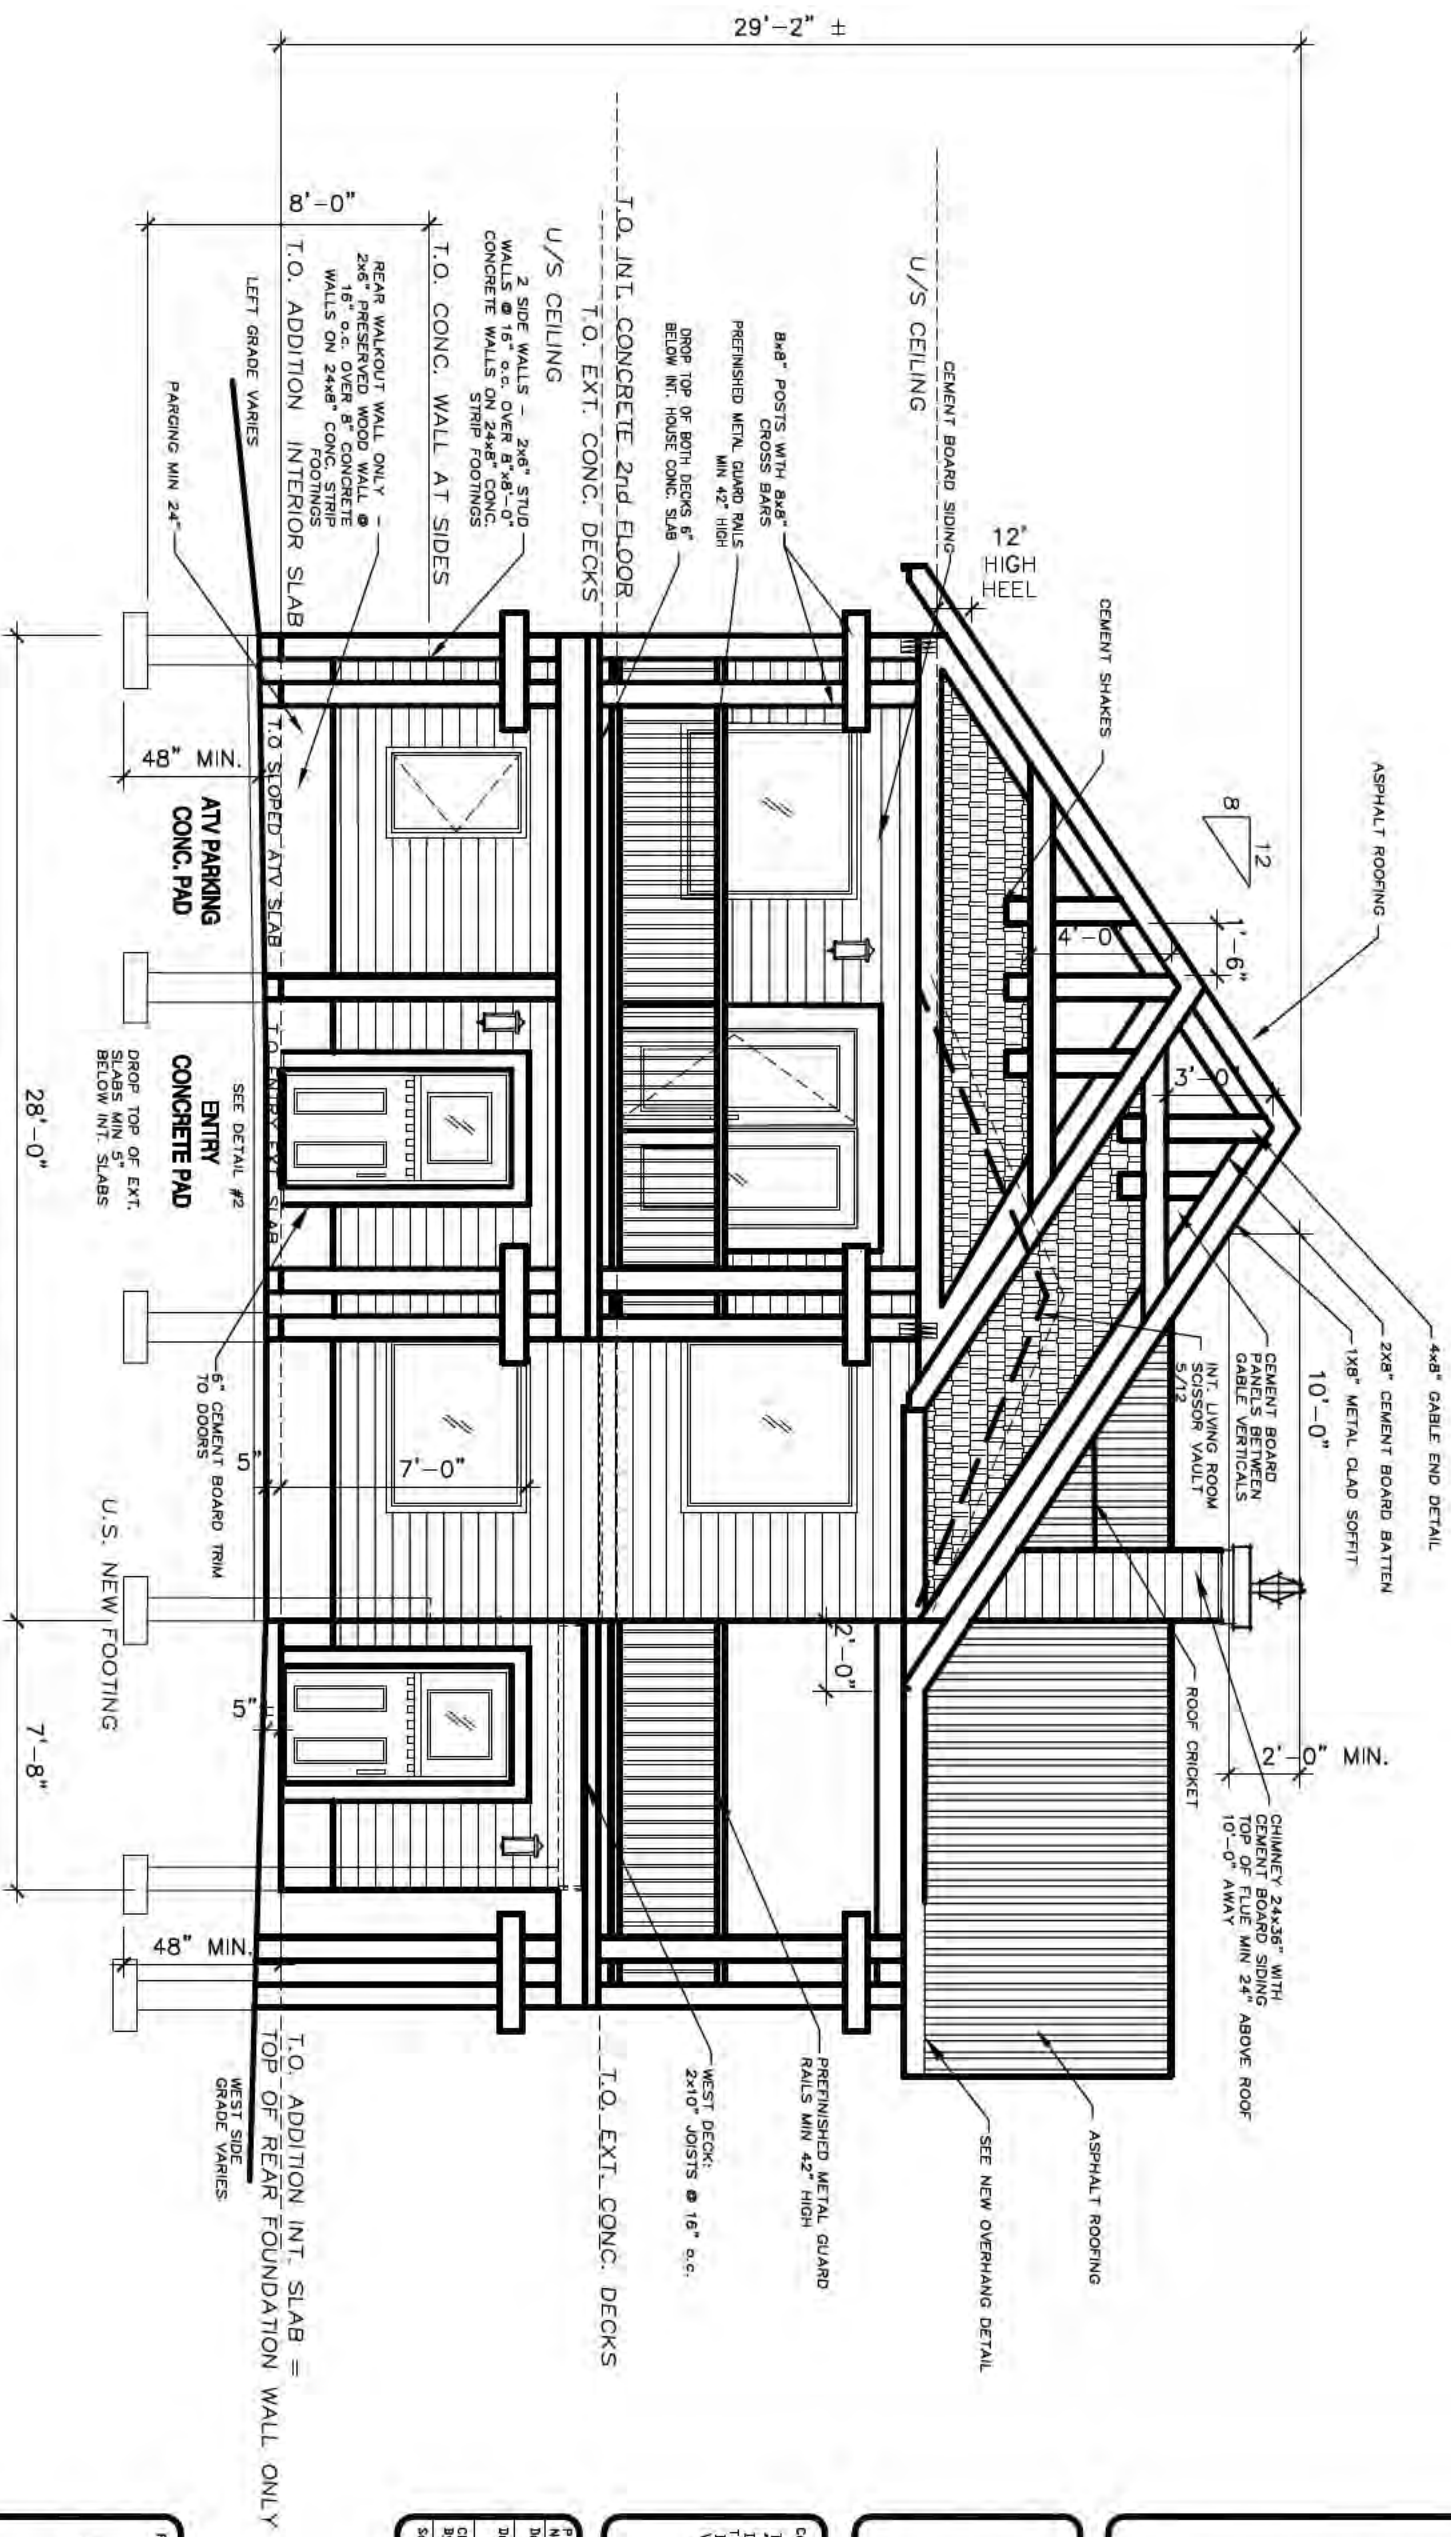 29'-2" ±
ASPHALT ROOFING
8
12
1'-6"
4'-0"
3'-0"
10'-0"
4x8" GABLE END DETAIL
2X8" CEMENT BOARD BATTEN
1X8" METAL CLAD SOFFIT
CEMENT BOARD
PANELS BETWEEN
GABLE VERTICALS
INT. LIVING ROOM
SCISSOR VAULT
5/12
ROOF CRICKET
2'-0" MIN.
CHIMNEY 24x36" WITH
CEMENT BOARD SIDING
TOP OF FLUE MIN 24" ABOVE ROOF
10'-0" AWAY
ASPHALT ROOFING
SEE NEW OVERHANG DETAIL
CEMENT SHAKES
12"
HIGH
HEEL
CEMENT BOARD SIDING
U/S CEILING
8x8" POSTS WITH 8x8"
CROSS BARS
PREFINISHED METAL GUARD RAILS
MIN 42" HIGH
DROP TOP OF BOTH DECKS 6"
BELOW INT. HOUSE CONC. SLAB
2'-0"
PREFINISHED METAL GUARD
RAILS MIN 42" HIGH
WEST DECK:
2x10" JOISTS @ 16" o.c.
T.O. INT. CONCRETE 2nd FLOOR
T.O. EXT. CONC. DECKS
T.O. EXT. CONC. DECKS
U/S CEILING
2 SIDE WALLS - 2x6" STUD
WALLS @ 16" o.c. OVER 8"x8'-0"
CONCRETE WALLS ON 24x8" CONC.
STRIP FOOTINGS
T.O. CONC. WALL AT SIDES
8'-0"
REAR WALKOUT WALL ONLY -
2x6" PRESERVED WOOD WALL @
16" o.c. OVER 8" CONCRETE
WALLS ON 24x8" CONC. STRIP
FOOTINGS
7'-0"
T.O. ADDITION INTERIOR SLAB
T.O SLOPED ATV SLAB
T.O ENTRY EXT. SLAB
T.O. ADDITION INT. SLAB =
TOP OF REAR FOUNDATION WALL ONLY
LEFT GRADE VARIES
PARGING MIN 24"
48" MIN.
ATV PARKING
CONC. PAD
SEE DETAIL #2
ENTRY
CONCRETE PAD
DROP TOP OF EXT.
SLABS MIN 5"
BELOW INT. SLABS
6" CEMENT BOARD TRIM
TO DOORS
5"
5"
48" MIN.
WEST SIDE
GRADE VARIES
U.S. NEW FOOTING
28'-0"
7'-8"